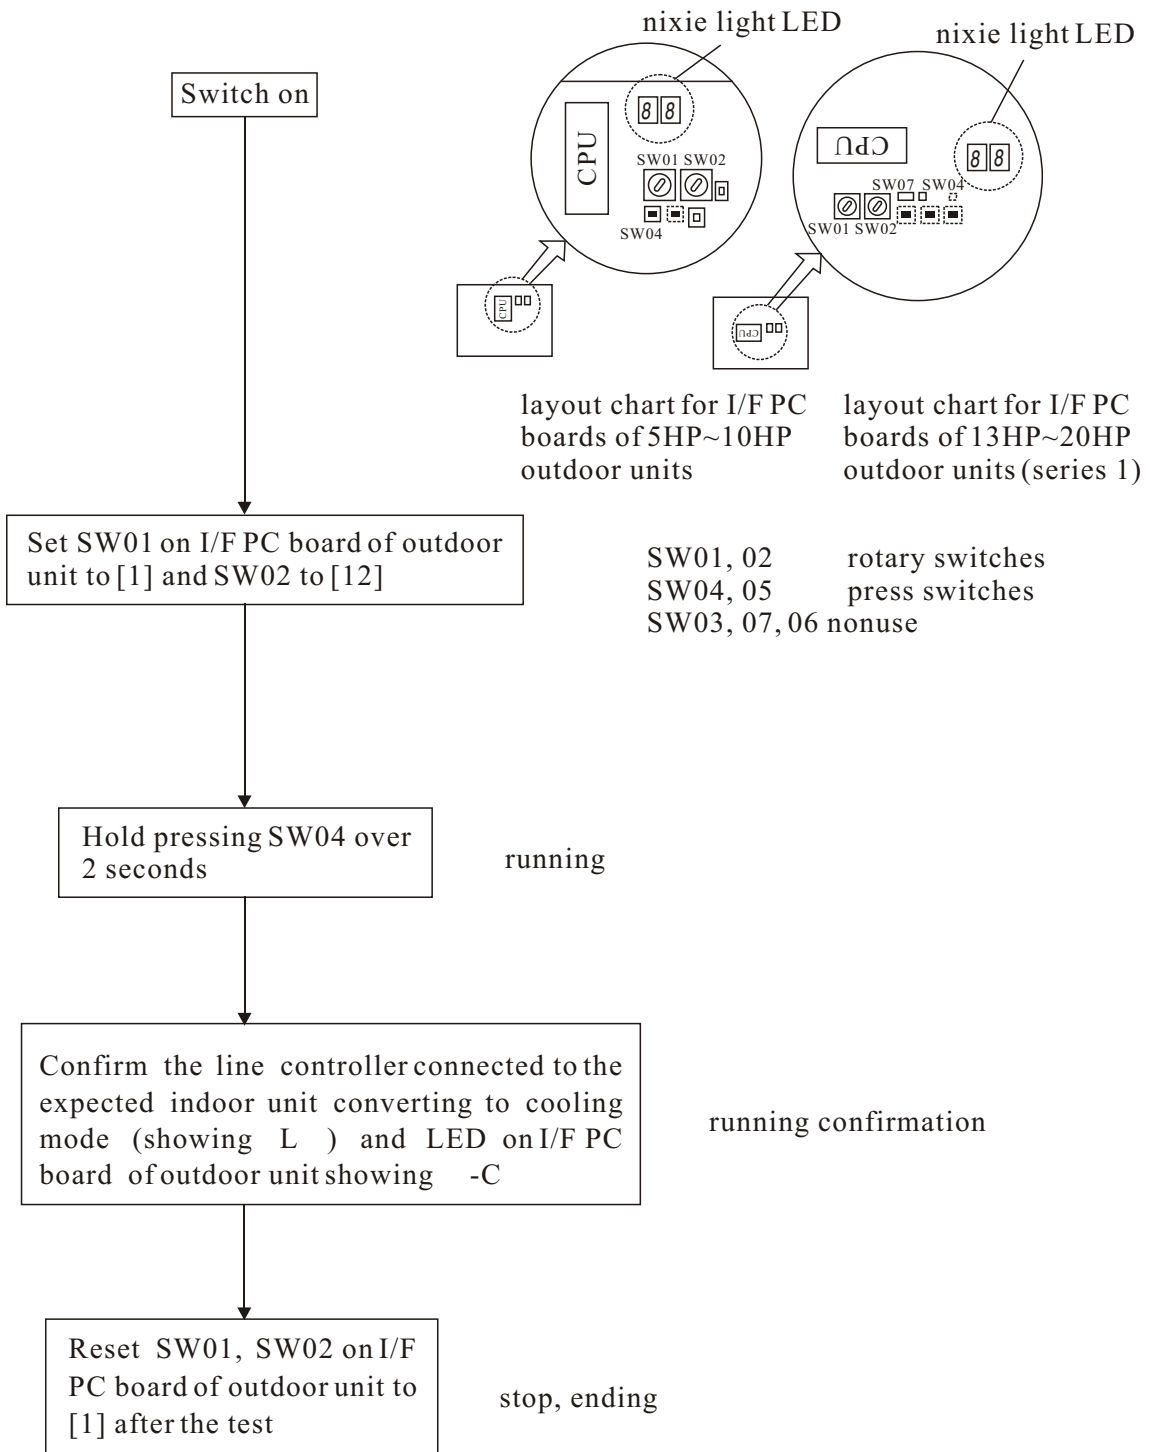 nixie light LED
nixie light LED
Switch on
8 8
CPU
SW01 SW02
SW04
CPU
8 8
SW07 SW04
SW01 SW02
CPU
CPU
layout chart for I/F PC
boards of 5HP~10HP
outdoor units
layout chart for I/F PC
boards of 13HP~20HP
outdoor units (series 1)
Set SW01 on I/F PC board of outdoor
unit to [1] and SW02 to [12]
SW01, 02 rotary switches
SW04, 05 press switches
SW03, 07, 06 nonuse
Hold pressing SW04 over
2 seconds
running
Confirm the line controller connected to the
expected indoor unit converting to cooling
mode (showing L ) and LED on I/F PC
board of outdoor unit showing -C
running confirmation
Reset SW01, SW02 on I/F
PC board of outdoor unit to
[1] after the test
stop, ending